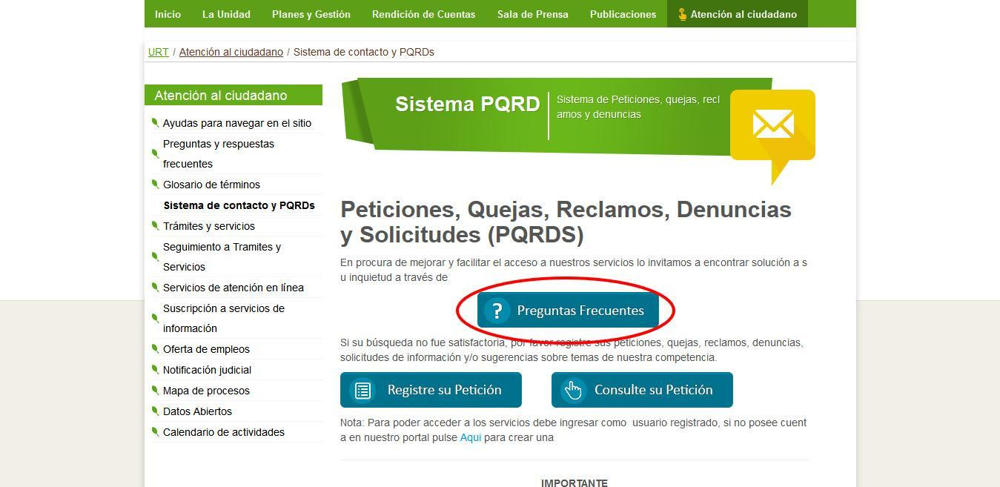 Inicio La Unidad Planes y Gestión Rendición de Cuentas Sala de Prensa Publicaciones Atención al ciudadano
URT / Atención al ciudadano / Sistema de contacto y PQRDs
Atención al ciudadano
Ayudas para navegar en el sitio
Preguntas y respuestas
frecuentes
Glosario de términos
Sistema de contacto y PQRDs
Trámites y servicios
Seguimiento a Tramites y
Servicios
Servicios de atención en línea
Suscripción a servicios de
información
Oferta de empleos
Notificación judicial
Mapa de procesos
Datos Abiertos
Calendario de actividades
Sistema PQRD
Sistema de Peticiones, quejas, recl
amos y denuncias
Peticiones, Quejas, Reclamos, Denuncias
y Solicitudes (PQRDS)
En procura de mejorar y facilitar el acceso a nuestros servicios lo invitamos a encontrar solución a s
u inquietud a través de
? Preguntas Frecuentes
Si su búsqueda no fue satisfactoria, por favor registre sus peticiones, quejas, reclamos, denuncias,
solicitudes de información y/o sugerencias sobre temas de nuestra competencia.
Registre su Petición Consulte su Petición
Nota: Para poder acceder a los servicios debe ingresar como usuario registrado, si no posee cuent
a en nuestro portal pulse Aqui para crear una
IMPORTANTE